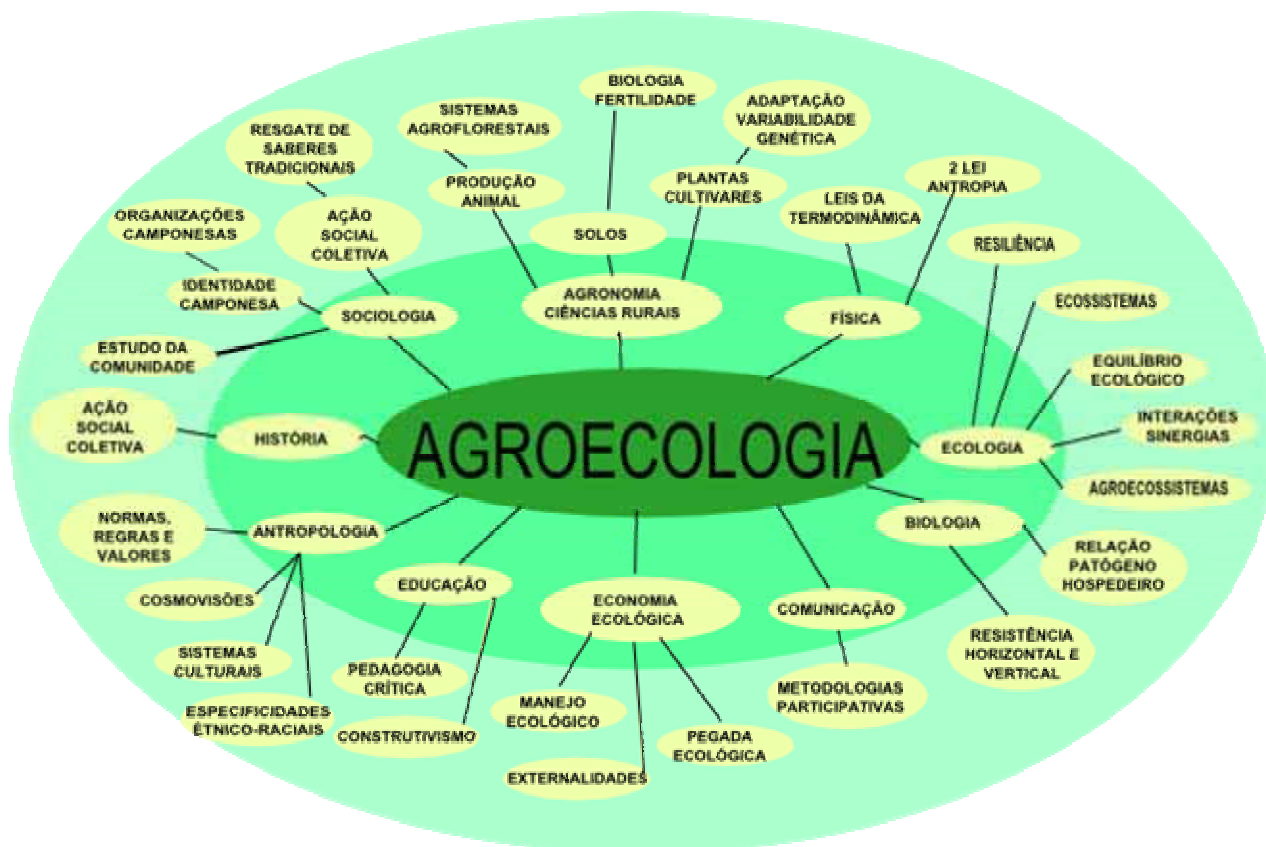 BIOLOGIA
FERTILIDADE
ADAPTAÇÃO
VARIABILIDADE
GENÉTICA
SISTEMAS
AGROFLORESTAIS
RESGATE DE
SABERES
TRADICIONAIS
2 LEI
ANTROPIA
PRODUÇÃO
ANIMAL
PLANTAS
CULTIVARES
LEIS DA
TERMODINÂMICA
ORGANIZAÇÕES
CAMPONESAS
AÇÃO
SOCIAL
COLETIVA
SOLOS
RESILIÊNCIA
IDENTIDADE
CAMPONESA
AGRONOMIA
CIÊNCIAS RURAIS
ECOSSISTEMAS
SOCIOLOGIA
FÍSICA
ESTUDO DA
COMUNIDADE
EQUILÍBRIO
ECOLÓGICO
AÇÃO
SOCIAL
COLETIVA
HISTÓRIA
AGROECOLOGIA
ECOLOGIA
INTERAÇÕES
SINERGIAS
AGROECOSSISTEMAS
NORMAS,
REGRAS E
VALORES
ANTROPOLOGIA
BIOLOGIA
RELAÇÃO
PATÓGENO
HOSPEDEIRO
COSMOVISÕES
EDUCAÇÃO
ECONOMIA
ECOLÓGICA
COMUNICAÇÃO
SISTEMAS
CULTURAIS
PEDAGOGIA
CRÍTICA
RESISTÊNCIA
HORIZONTAL E
VERTICAL
METODOLOGIAS
PARTICIPATIVAS
ESPECIFICIDADES
ÉTNICO-RACIAIS
CONSTRUTIVISMO
MANEJO
ECOLÓGICO
PEGADA
ECOLÓGICA
EXTERNALIDADES